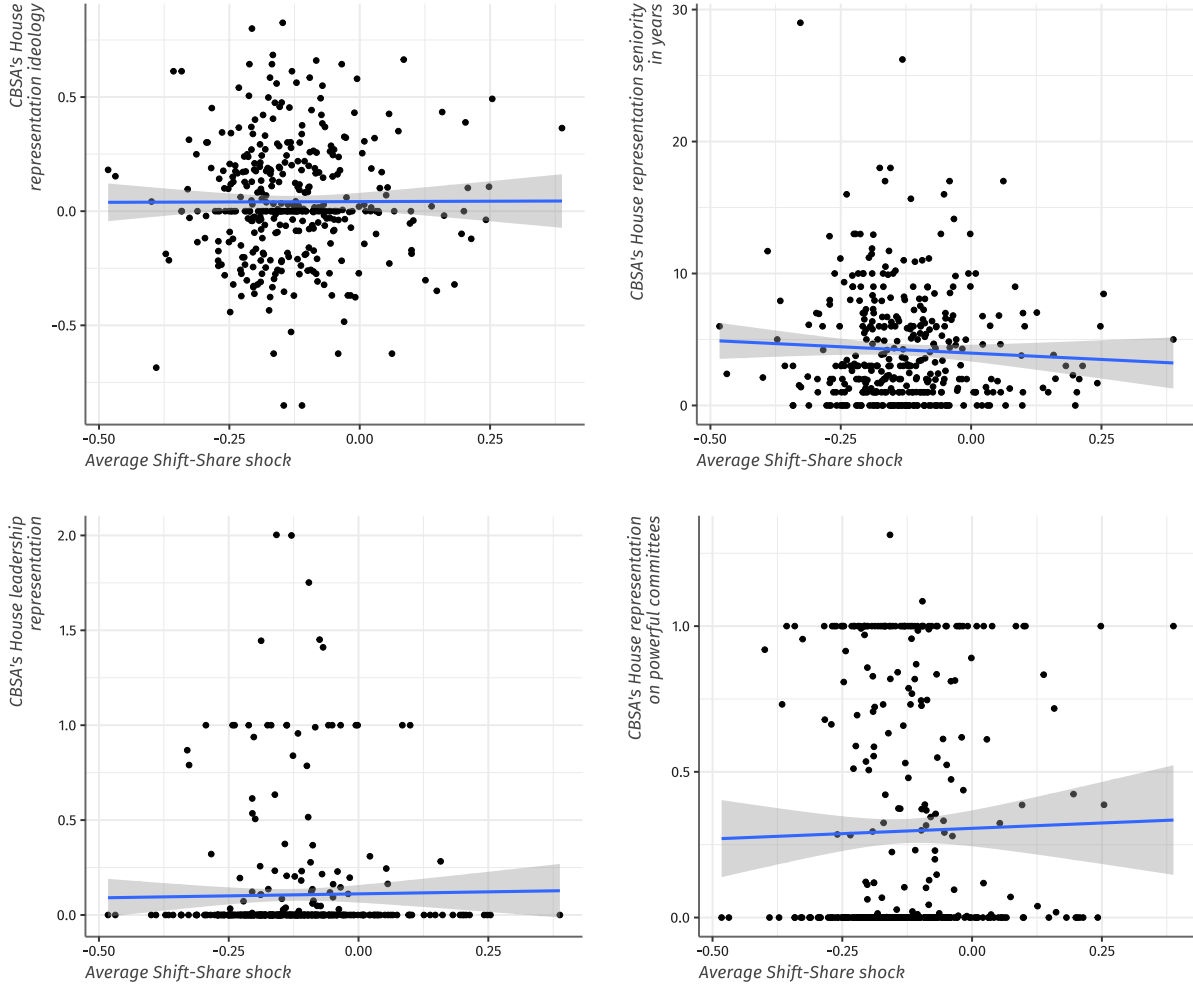 CBSA's House
representation ideology
0.5
0.0
−0.5
−0.50 −0.25 0.00 0.25
Average Shift-Share shock
CBSA's House representation seniority
in years
30
20
10
0
−0.50 −0.25 0.00 0.25
Average Shift-Share shock
CBSA's House leadership
representation
2.0
1.5
1.0
0.5
0.0
−0.50 −0.25 0.00 0.25
Average Shift-Share shock
CBSA's House representation
on powerful committees
1.0
0.5
0.0
−0.50 −0.25 0.00 0.25
Average Shift-Share shock